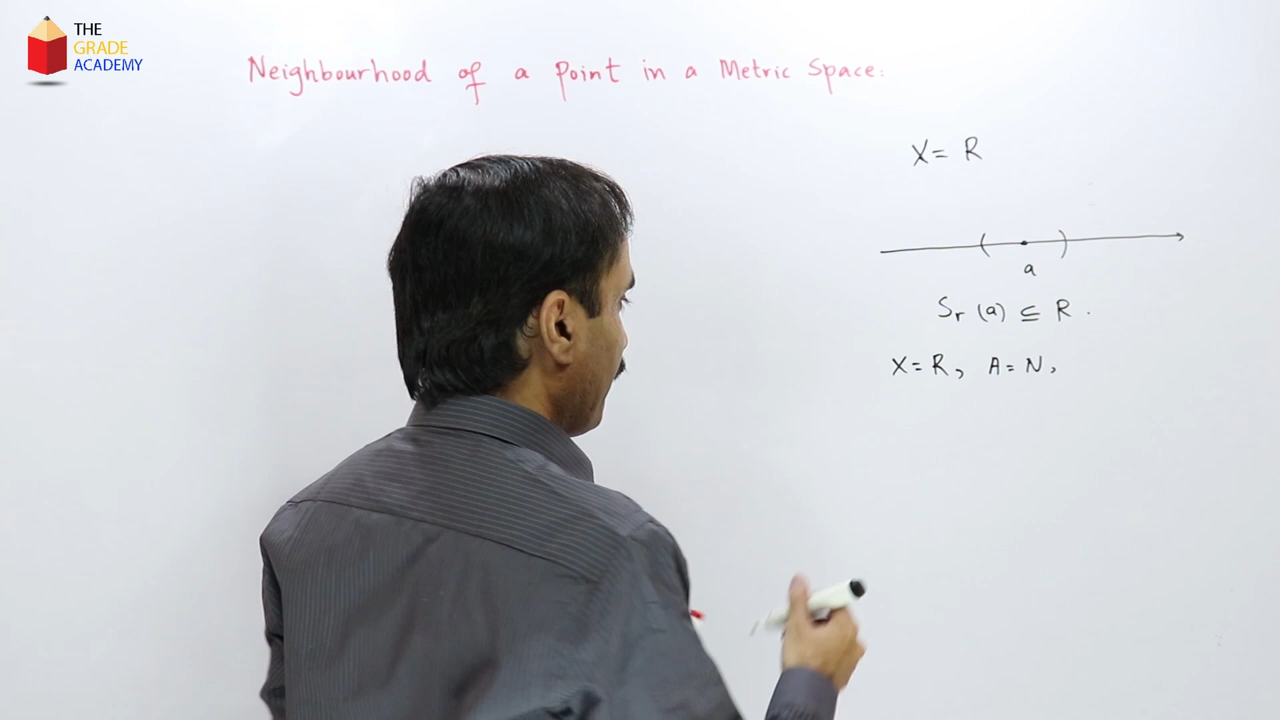 THE
GRADE
ACADEMY
Neighbourhood of a Point in a Metric Space:
X = R
( )
a
Sr (a) ⊆ R .
X = R, A = N,